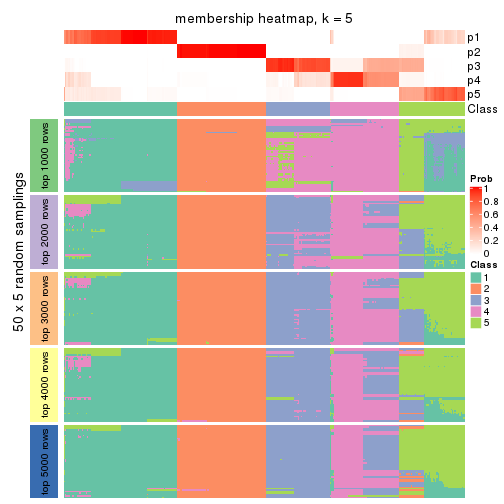 membership heatmap, k = 5
p1
p2
p3
p4
p5
Class
50 x 5 random samplings
top 1000 rows
top 2000 rows
top 3000 rows
top 4000 rows
top 5000 rows
Prob
1
0.8
0.6
0.4
0.2
0
Class
1
2
3
4
5